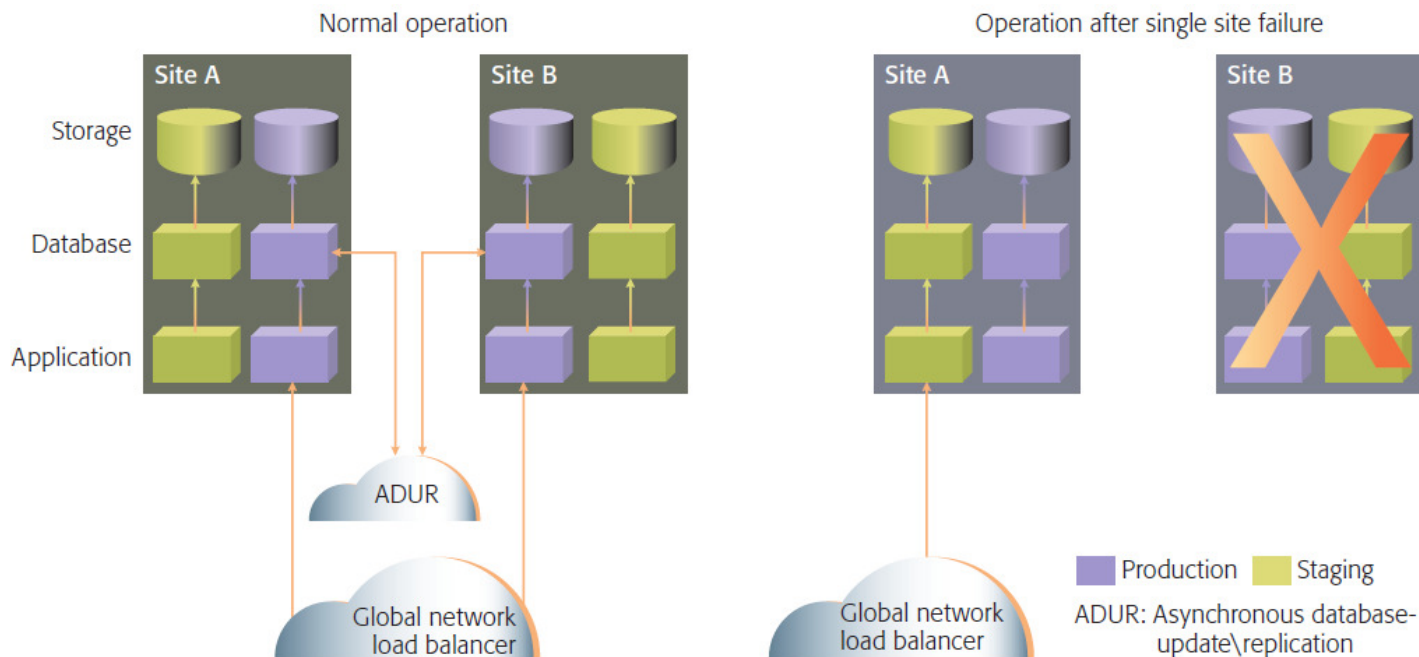 Normal operation
Operation after single site failure
Site A
Site B
Site A
Site B
Storage
Database
Application
ADUR
Global network
load balancer
Global network
load balancer
Production
Staging
ADUR: Asynchronous database-
update\replication